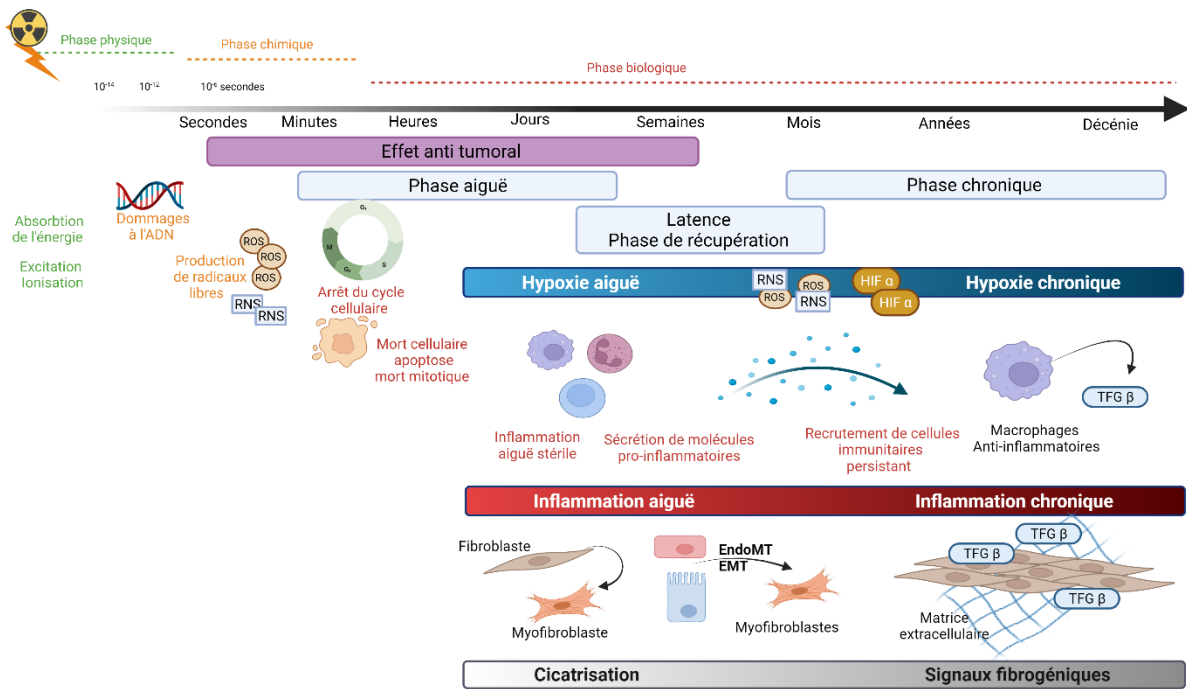 Phase physique
Phase chimique
Phase biologique
10⁻¹⁴
10⁻¹²
10⁻⁶ secondes
Secondes
Minutes
Heures
Jours
Semaines
Mois
Années
Décénie
Effet anti tumoral
Phase aiguë
Phase chronique
Latence
Phase de récupération
Absorbtion
de l'énergie
Excitation
Ionisation
Dommages
à l'ADN
ROS
ROS
ROS
Production
de radicaux
libres
RNS
RNS
G₁
S
G₂
M
Arrêt du cycle
cellulaire
Mort cellulaire
apoptose
mort mitotique
Hypoxie aiguë
RNS
ROS
ROS
RNS
HIF α
HIF α
Hypoxie chronique
Inflammation
aiguë stérile
Sécrétion de molécules
pro-inflammatoires
Recrutement de cellules
immunitaires
persistant
Macrophages
Anti-inflammatoires
TFG β
Inflammation aiguë
Inflammation chronique
Fibroblaste
Myofibroblaste
EndoMT
EMT
Myofibroblastes
TFG β
TFG β
TFG β
Matrice
extracellulaire
Cicatrisation
Signaux fibrogéniques